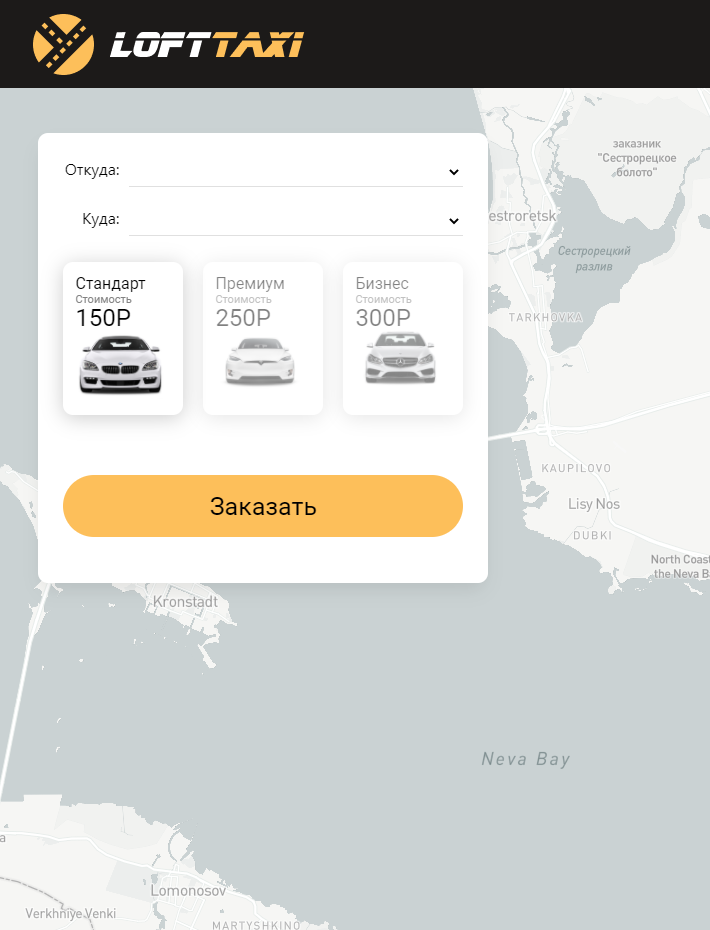 LOFTTAXI
Откуда:
Куда:
Стандарт
Стоимость
150Р
Премиум
Стоимость
250Р
Бизнес
Стоимость
300Р
Заказать
заказник
"Сестрорецкое
болото"
estroretsk
Сестрорецкий
разлив
TARKHOVKA
KAUPILOVO
Lisy Nos
DUBKI
North Coast
the Neva B
Kronstadt
Neva Bay
a
Lomonosov
Verkhniye Venki
MARTYSHKINO